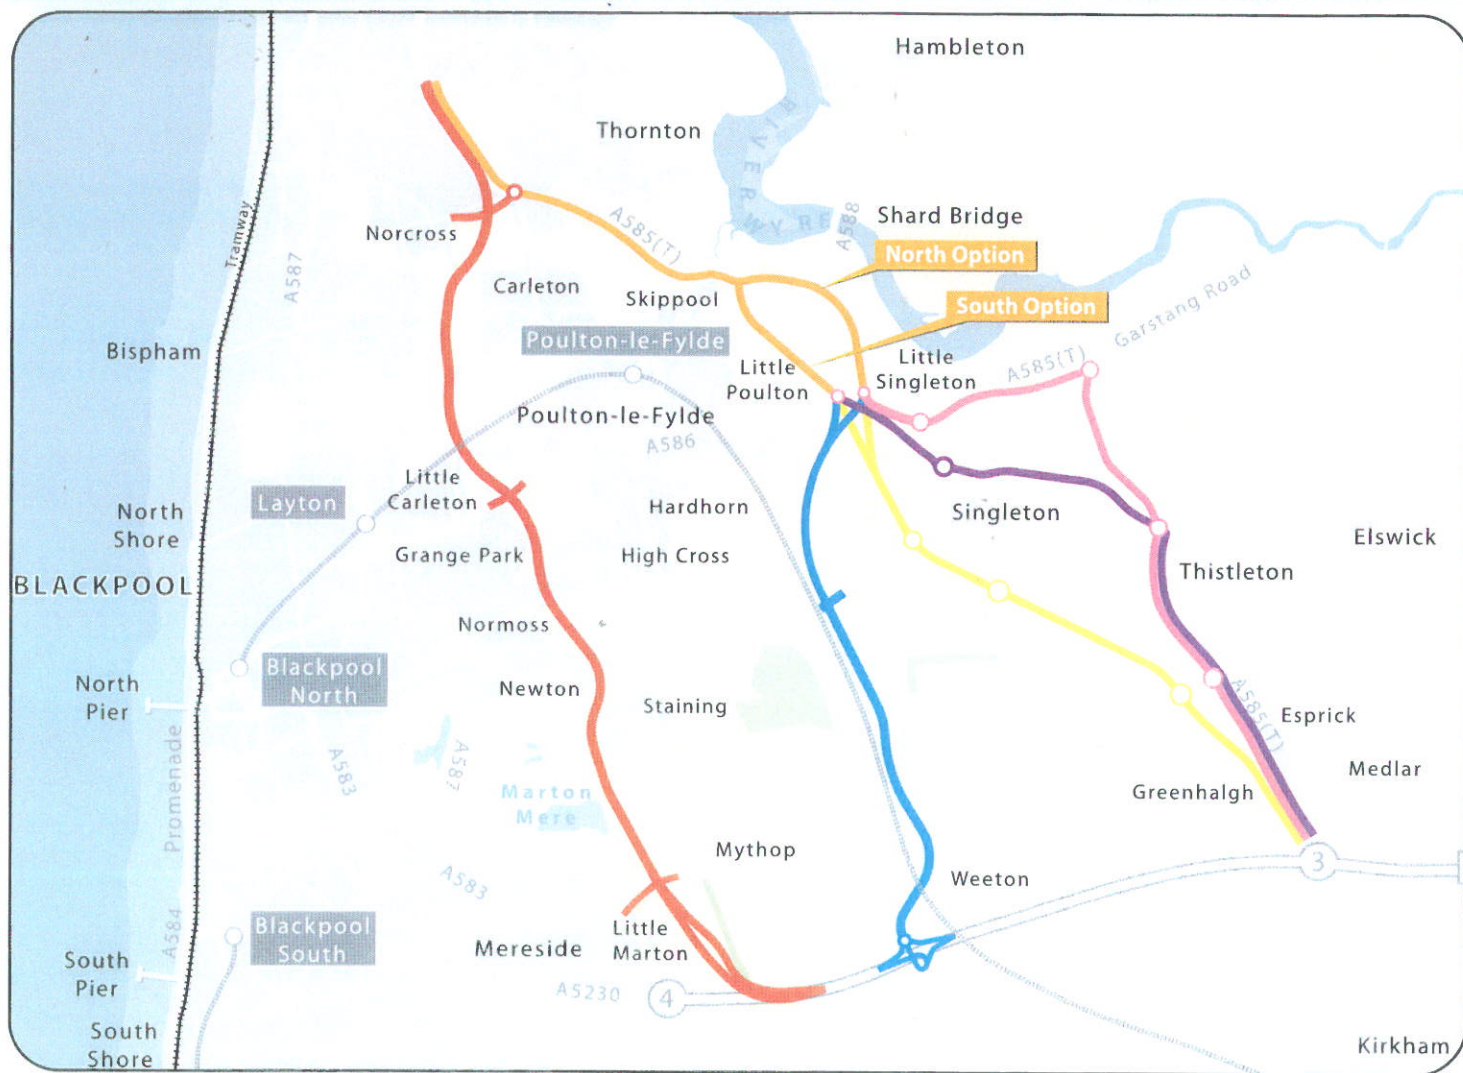 Hambleton
Thornton
RIVER WYRE
A588
Shard Bridge
A585(T)
Norcross
Tramway
A587
North Option
Carleton
Skippool
South Option
Garstang Road
Poulton-le-Fylde
Bispham
Little
Poulton
Little
Singleton
A585(T)
Poulton-le-Fylde
A586
Little
Carleton
Layton
Hardhorn
Singleton
North
Shore
Elswick
Grange Park
High Cross
Thistleton
BLACKPOOL
Normoss
Blackpool
North
North
Pier
Newton
Staining
A585(T)
Esprick
Promenade
A583
A587
Marton
Mere
Medlar
Greenhalgh
Mythop
3
A583
Weeton
A584
Blackpool
South
Mereside
Little
Marton
South
Pier
A5230
4
South
Shore
Kirkham